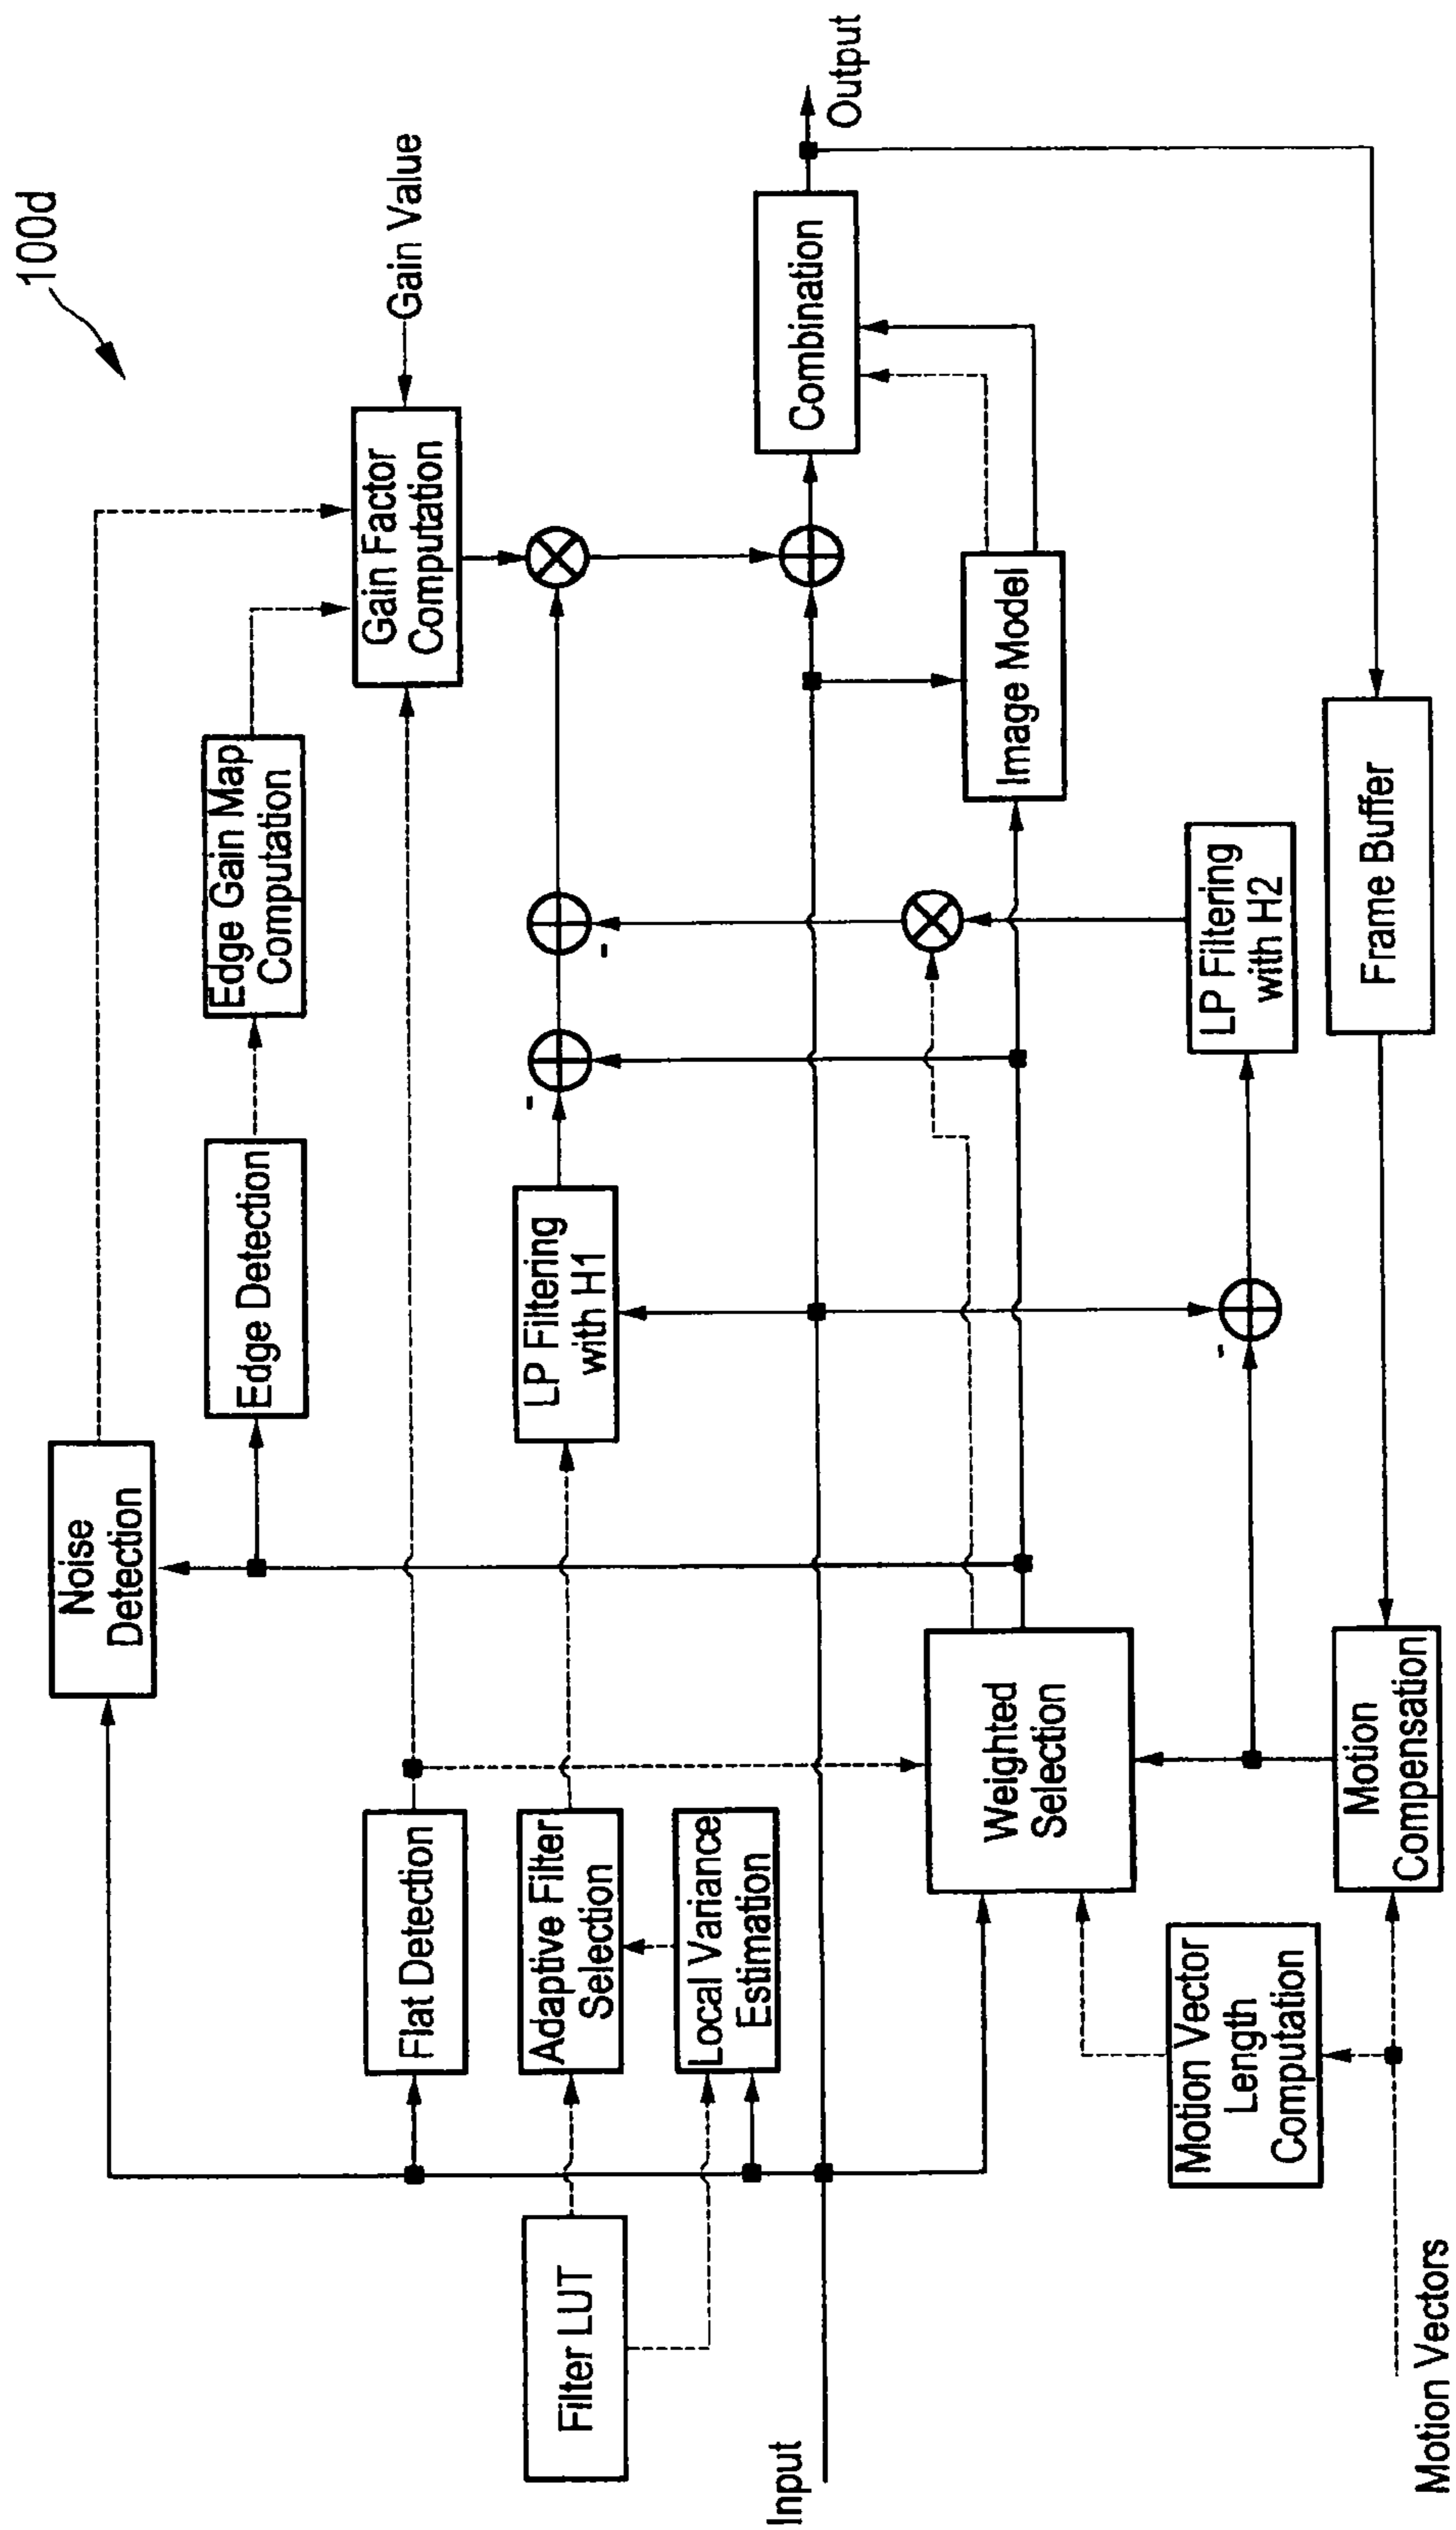 100d
Noise
Detection
Edge Detection
Edge Gain Map
Computation
Gain Value
Flat Detection
Gain Factor
Computation
Filter LUT
Adaptive Filter
Selection
LP Filtering
with H1
-
-
Local Variance
Estimation
Input
Combination
Output
Weighted
Selection
Image Model
Motion Vector
Length
Computation
-
LP Filtering
with H2
Motion Vectors
Motion
Compensation
Frame Buffer